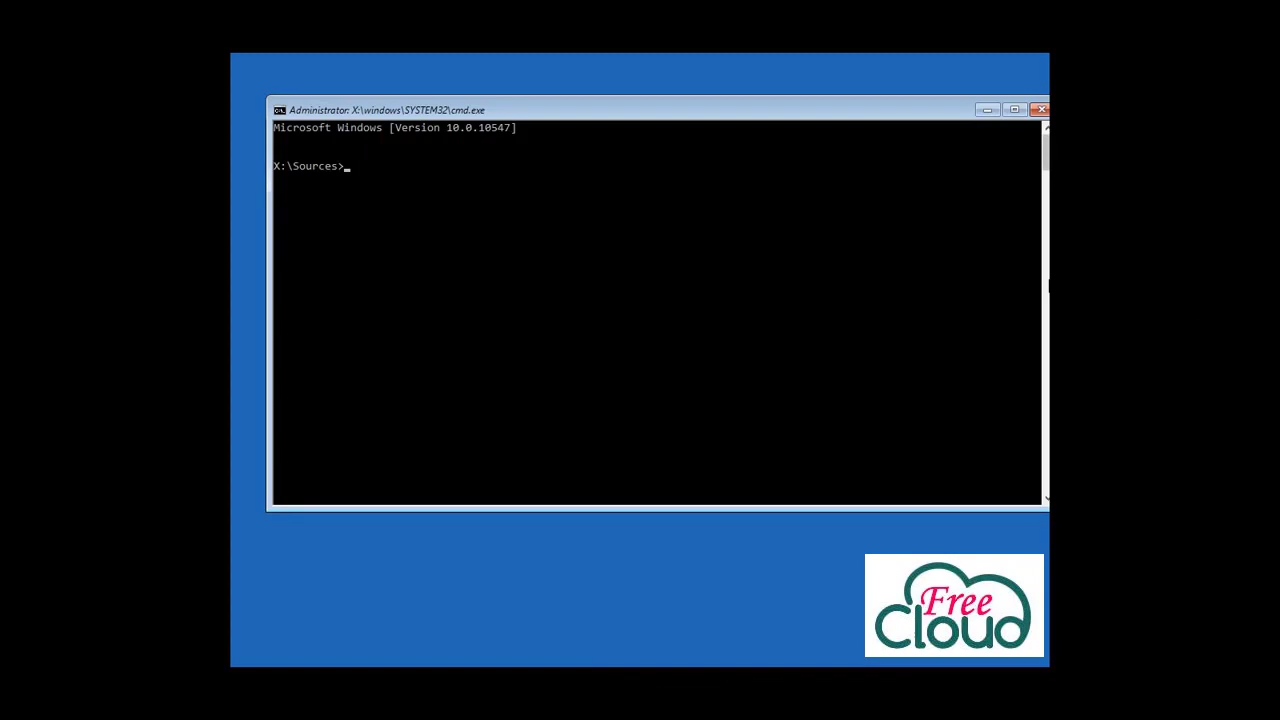 Administrator: X:\windows\SYSTEM32\cmd.exe
Microsoft Windows [Version 10.0.10547]
X:\Sources>
Free
Cloud